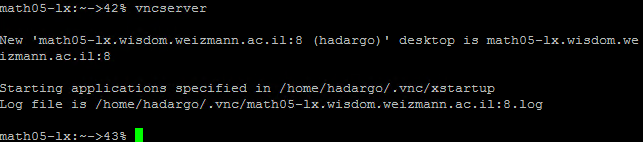 math05-lx:~->42% vncserver
New 'math05-lx.wisdom.weizmann.ac.il:8 (hadargo)' desktop is math05-lx.wisdom.we
izmann.ac.il:8
Starting applications specified in /home/hadargo/.vnc/xstartup
Log file is /home/hadargo/.vnc/math05-lx.wisdom.weizmann.ac.il:8.log
math05-lx:~->43%